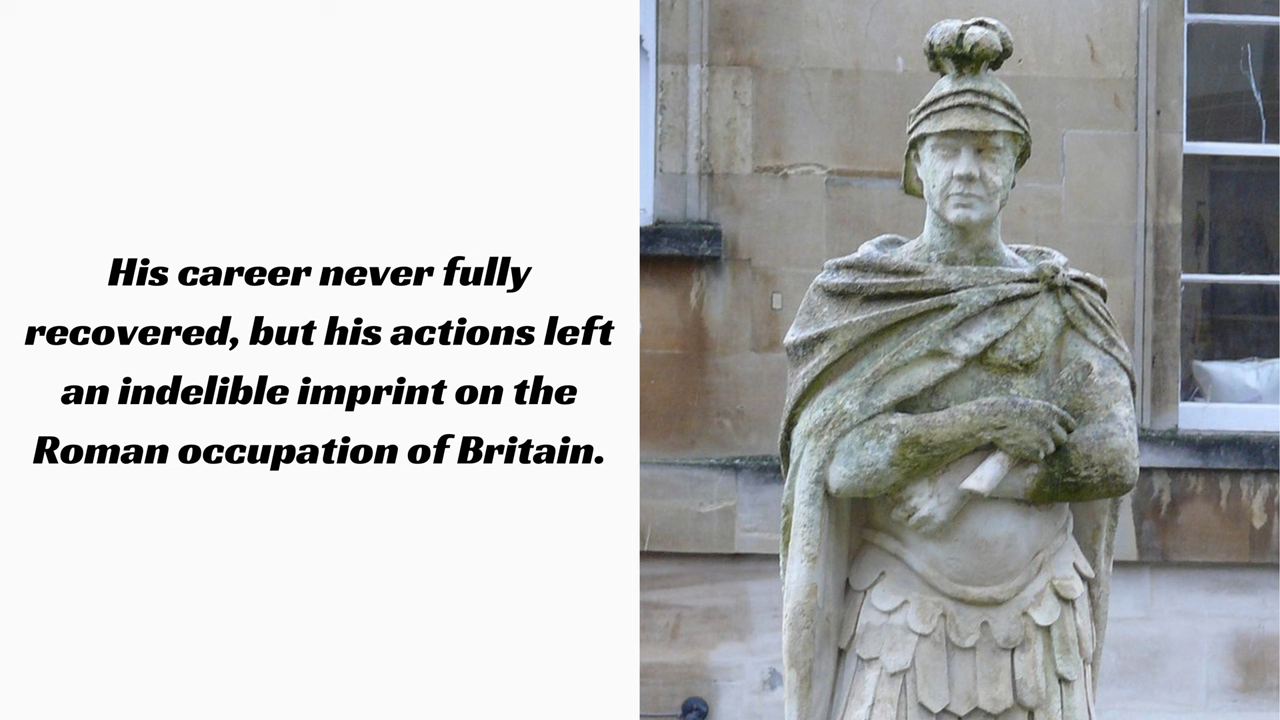 His career never fully
recovered, but his actions left
an indelible imprint on the
Roman occupation of Britain.